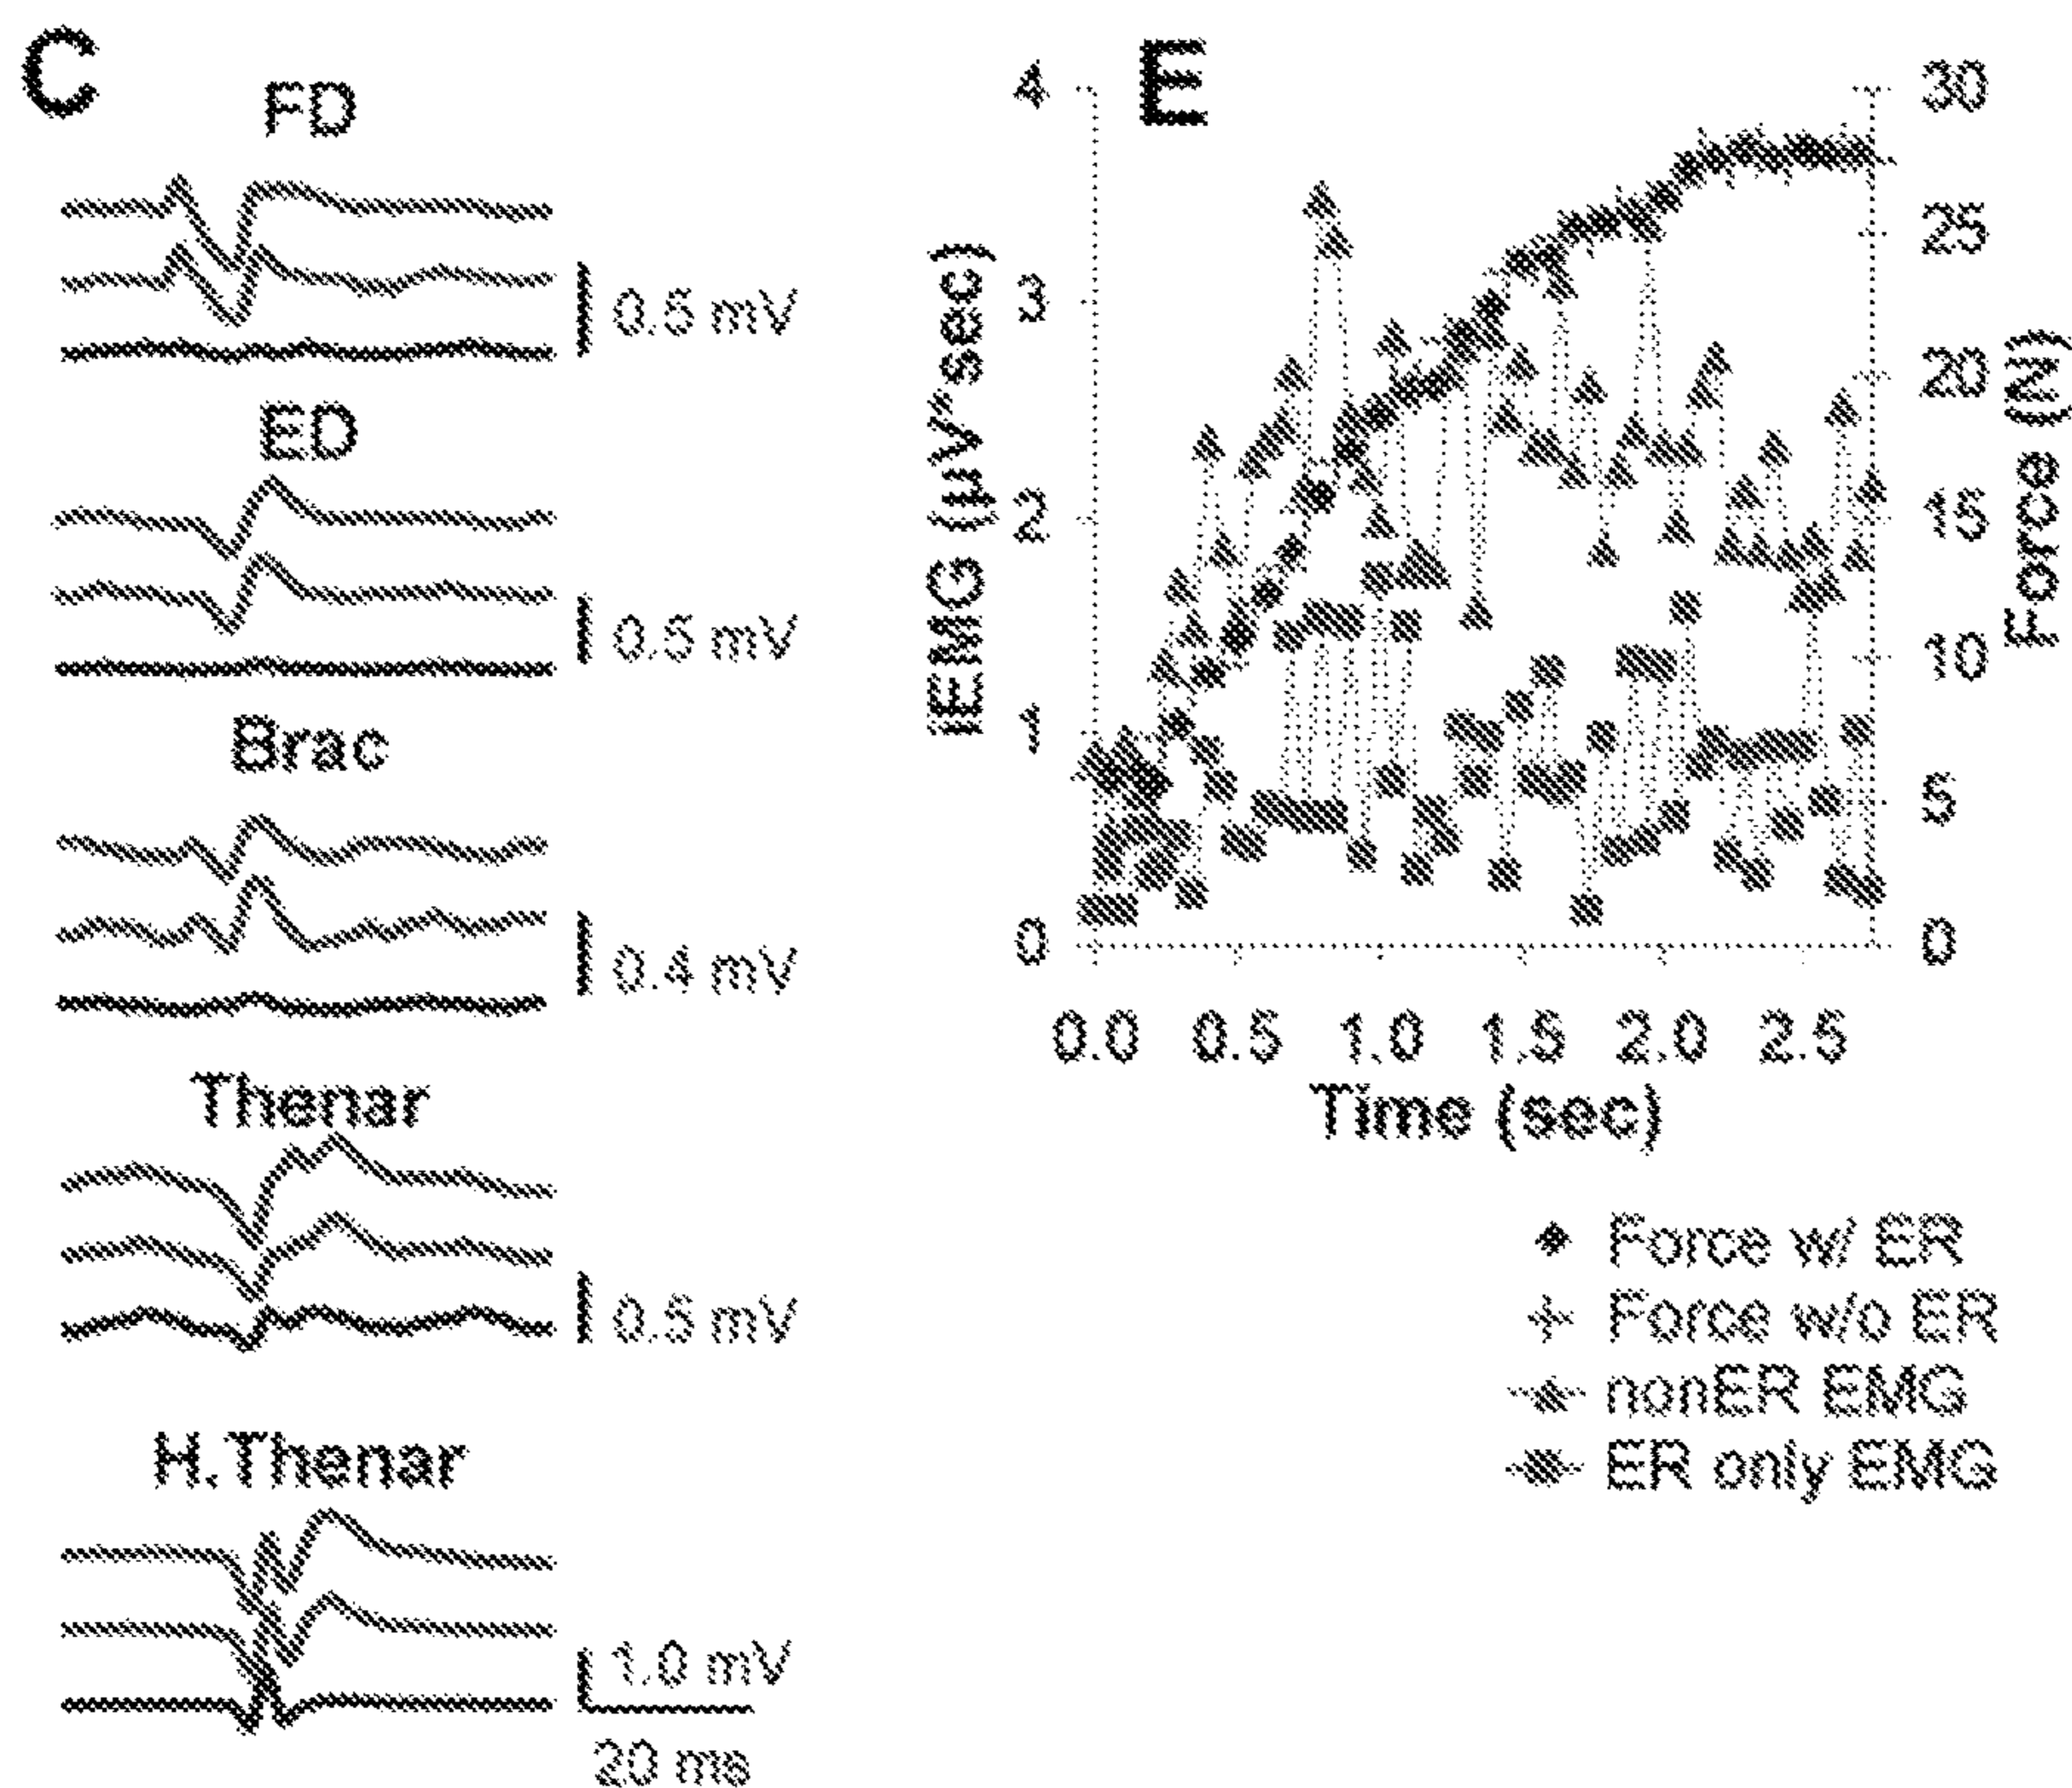 C
FD
0.5 mV
ED
0.5 mV
Brac
0.4 mV
Thenar
0.5 mV
H.Thenar
1.0 mV
20 ms
E
4
3
2
1
0
iEMG (µV*sec)
30
25
20
15
10
5
0
Force (N)
0.0 0.5 1.0 1.5 2.0 2.5
Time (sec)
Force w/ ER
Force w/o ER
nonER EMG
ER only EMG